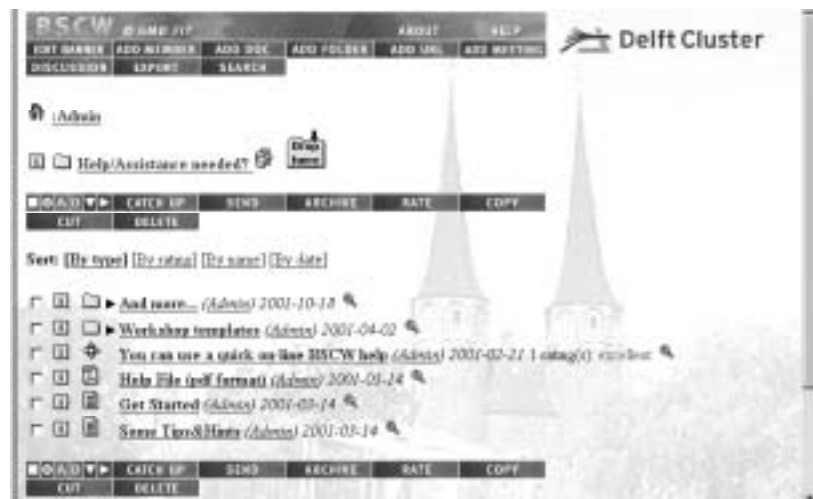 BSCW © GMD FIT ABOUT HELP
EDIT BANNER ADD MEMBER ADD DOC ADD FOLDER ADD URL ADD MEETING
DISCUSSION EXPORT SEARCH
Delft Cluster
:Admin
Help/Assistance needed? Drop here
CATCH UP SEND ARCHIVE RATE COPY
CUT DELETE
Sort: [By type] [By rating] [By name] [By date]
And more... (Admin) 2001-10-18
Workshop templates (Admin) 2001-04-02
You can use a quick on-line BSCW help (Admin) 2001-02-21 1 rating(s): excellent
Help File (pdf format) (Admin) 2001-03-14
Get Started (Admin) 2001-03-14
Some Tips&Hints (Admin) 2001-03-14
CATCH UP SEND ARCHIVE RATE COPY
CUT DELETE